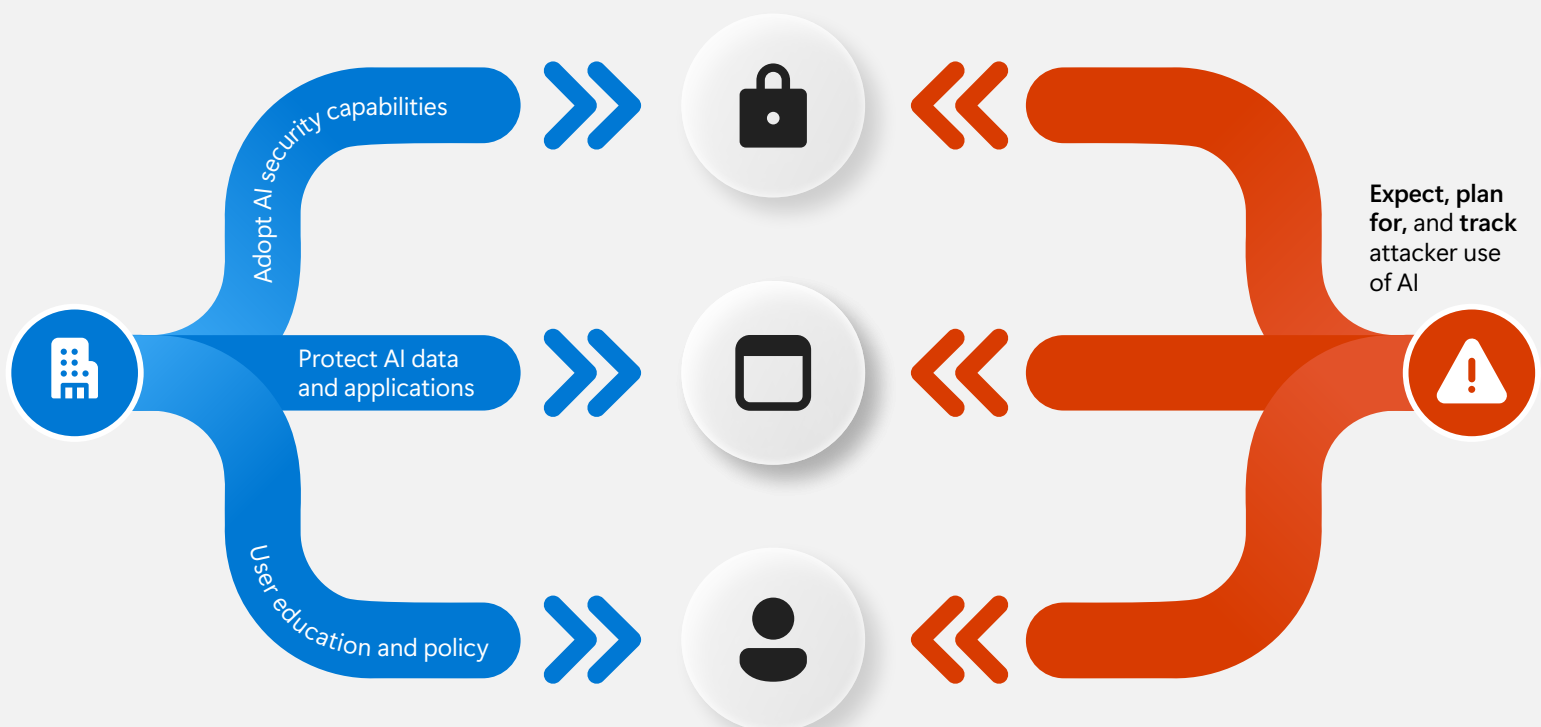 Adopt AI security capabilities
Protect AI data
and applications
User education and policy
Expect, plan
for, and track
attacker use
of AI